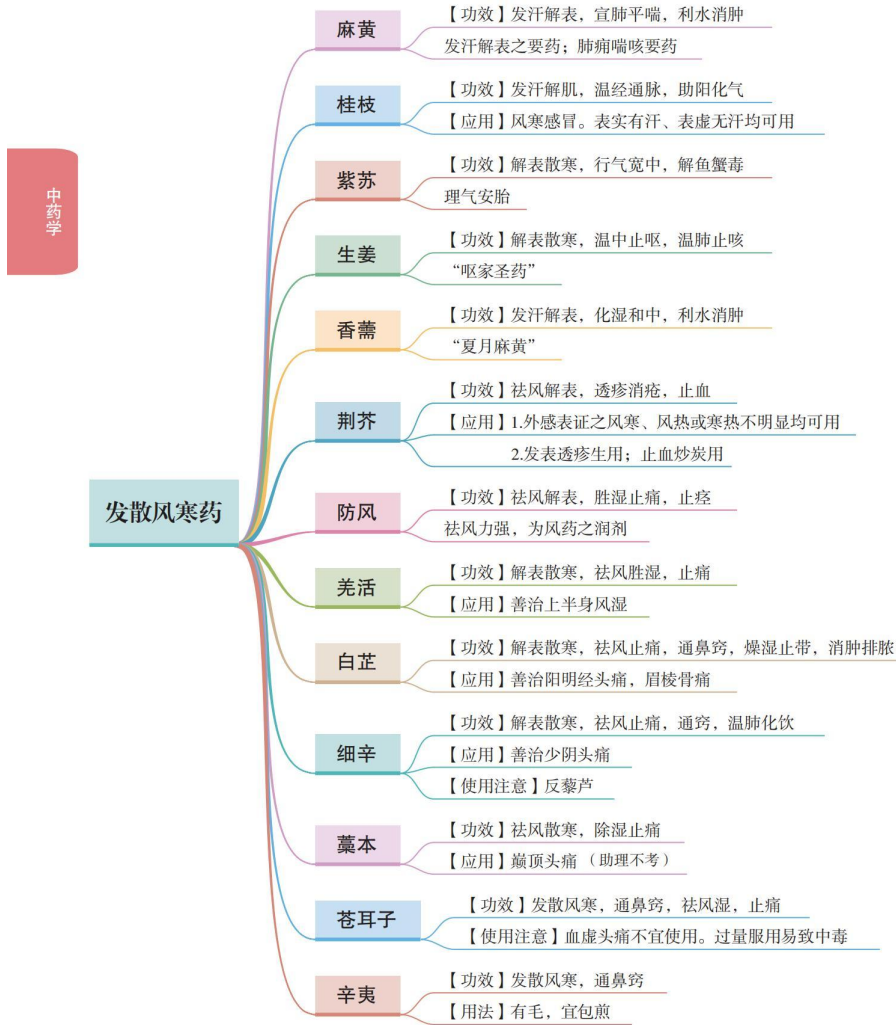 中药学
发散风寒药
麻黄
【功效】发汗解表，宣肺平喘，利水消肿
发汗解表之要药；肺痈喘咳要药
桂枝
【功效】发汗解肌，温经通脉，助阳化气
【应用】风寒感冒。表实有汗、表虚无汗均可用
紫苏
【功效】解表散寒，行气宽中，解鱼蟹毒
理气安胎
生姜
【功效】解表散寒，温中止呕，温肺止咳
“呕家圣药”
香薷
【功效】发汗解表，化湿和中，利水消肿
“夏月麻黄”
荆芥
【功效】祛风解表，透疹消疮，止血
【应用】1.外感表证之风寒、风热或寒热不明显均可用
2.发表透疹生用；止血炒炭用
防风
【功效】祛风解表，胜湿止痛，止痉
祛风力强，为风药之润剂
羌活
【功效】解表散寒，祛风胜湿，止痛
【应用】善治上半身风湿
白芷
【功效】解表散寒，祛风止痛，通鼻窍，燥湿止带，消肿排脓
【应用】善治阳明经头痛，眉棱骨痛
细辛
【功效】解表散寒，祛风止痛，通窍，温肺化饮
【应用】善治少阴头痛
【使用注意】反藜芦
藁本
【功效】祛风散寒，除湿止痛
【应用】巅顶头痛（助理不考）
苍耳子
【功效】发散风寒，通鼻窍，祛风湿，止痛
【使用注意】血虚头痛不宜使用。过量服用易致中毒
辛夷
【功效】发散风寒，通鼻窍
【用法】有毛，宜包煎